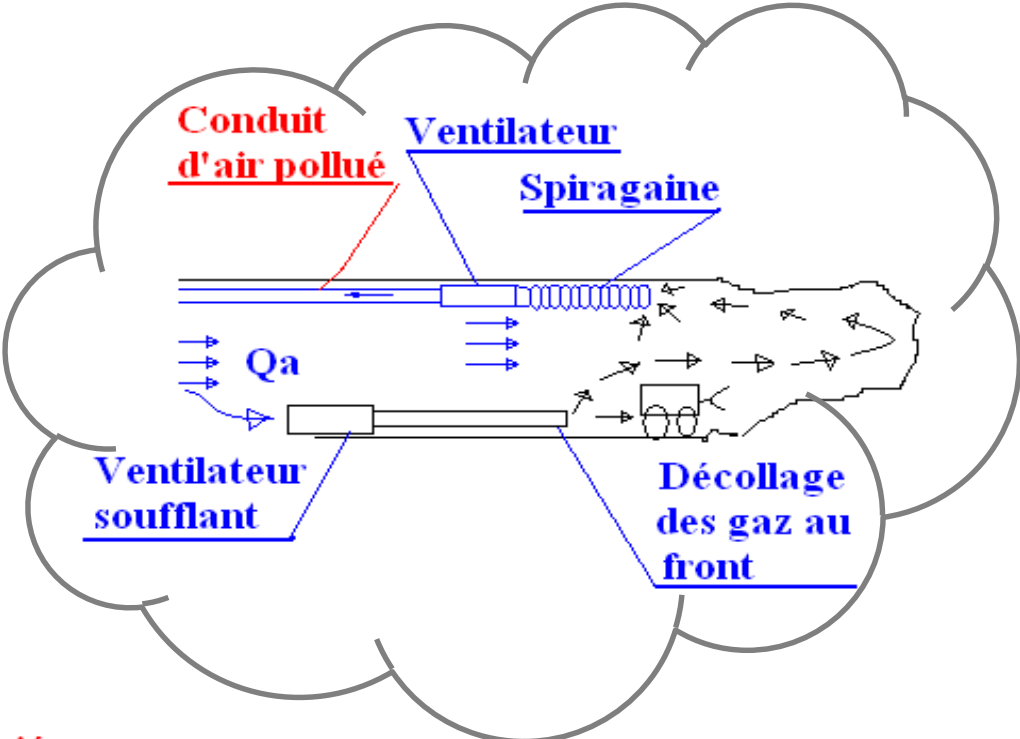 Conduit
d'air pollué
Ventilateur
Spiragaine
Qa
Ventilateur
soufflant
Décollage
des gaz au
front